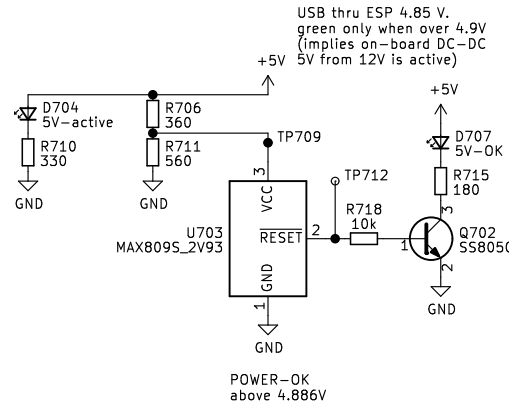 USB thru ESP 4.85 V.
green only when over 4.9V
(implies on-board DC-DC
5V from 12V is active)
+5V
+5V
D704
5V-active
R706
360
TP709
D707
5V-OK
R710
330
R711
560
R715
180
GND
GND
3
TP712
VCC
R718
10k
3
U703
MAX809S_2V93
RESET
2
1
Q702
SS8050
GND
2
1
GND
GND
POWER-OK
above 4.886V